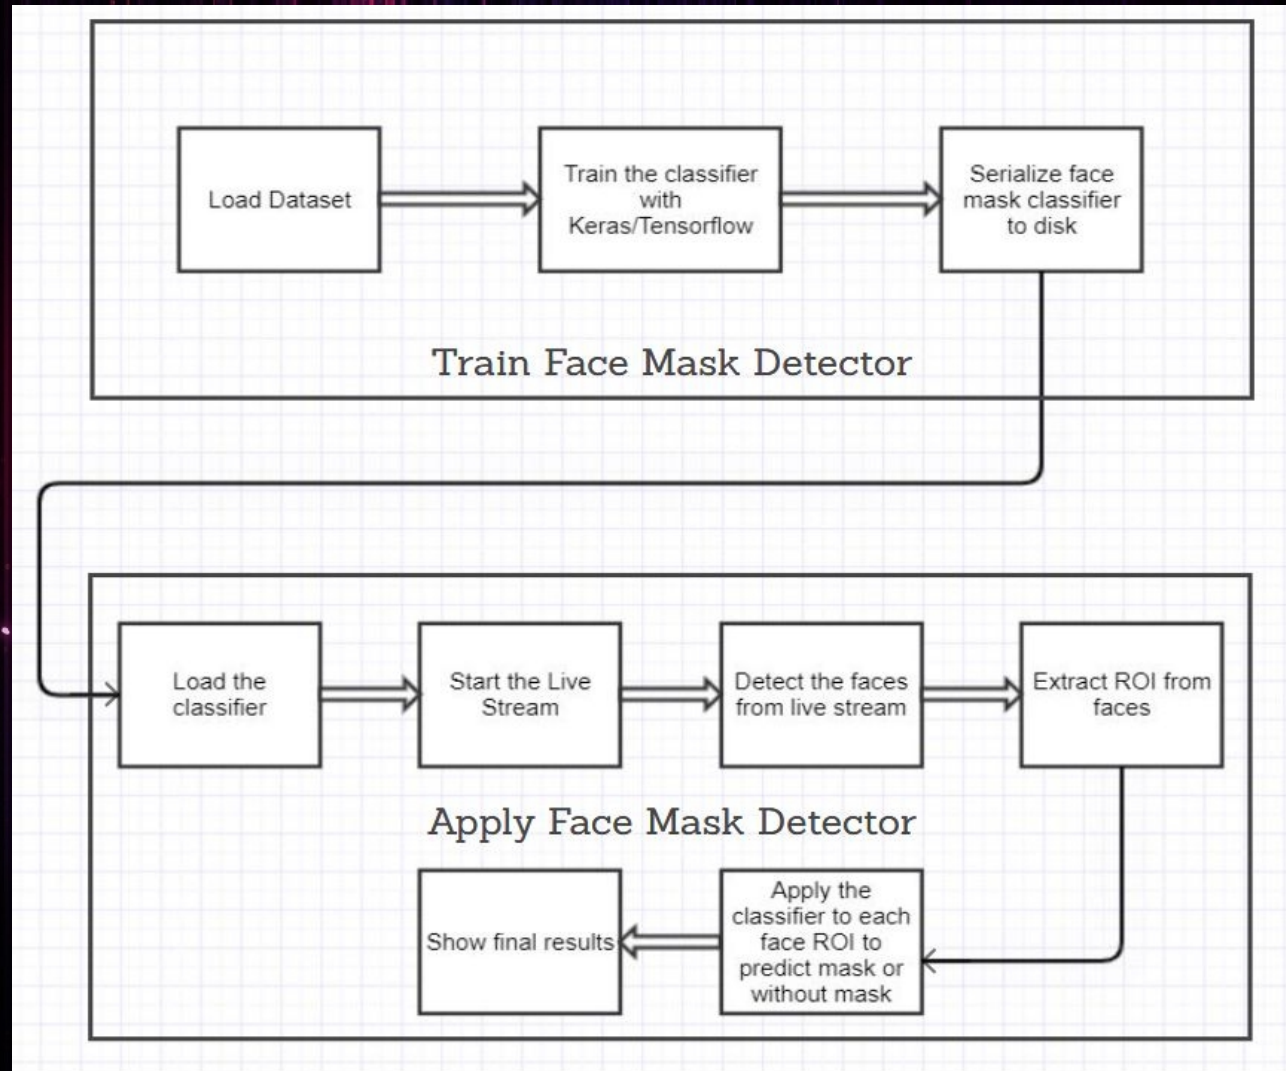 Load Dataset
Train the classifier
with
Keras/Tensorflow
Serialize face
mask classifier
to disk
Train Face Mask Detector
Load the
classifier
Start the Live
Stream
Detect the faces
from live stream
Extract ROI from
faces
Apply Face Mask Detector
Apply the
classifier to each
face ROI to
predict mask or
without mask
Show final results